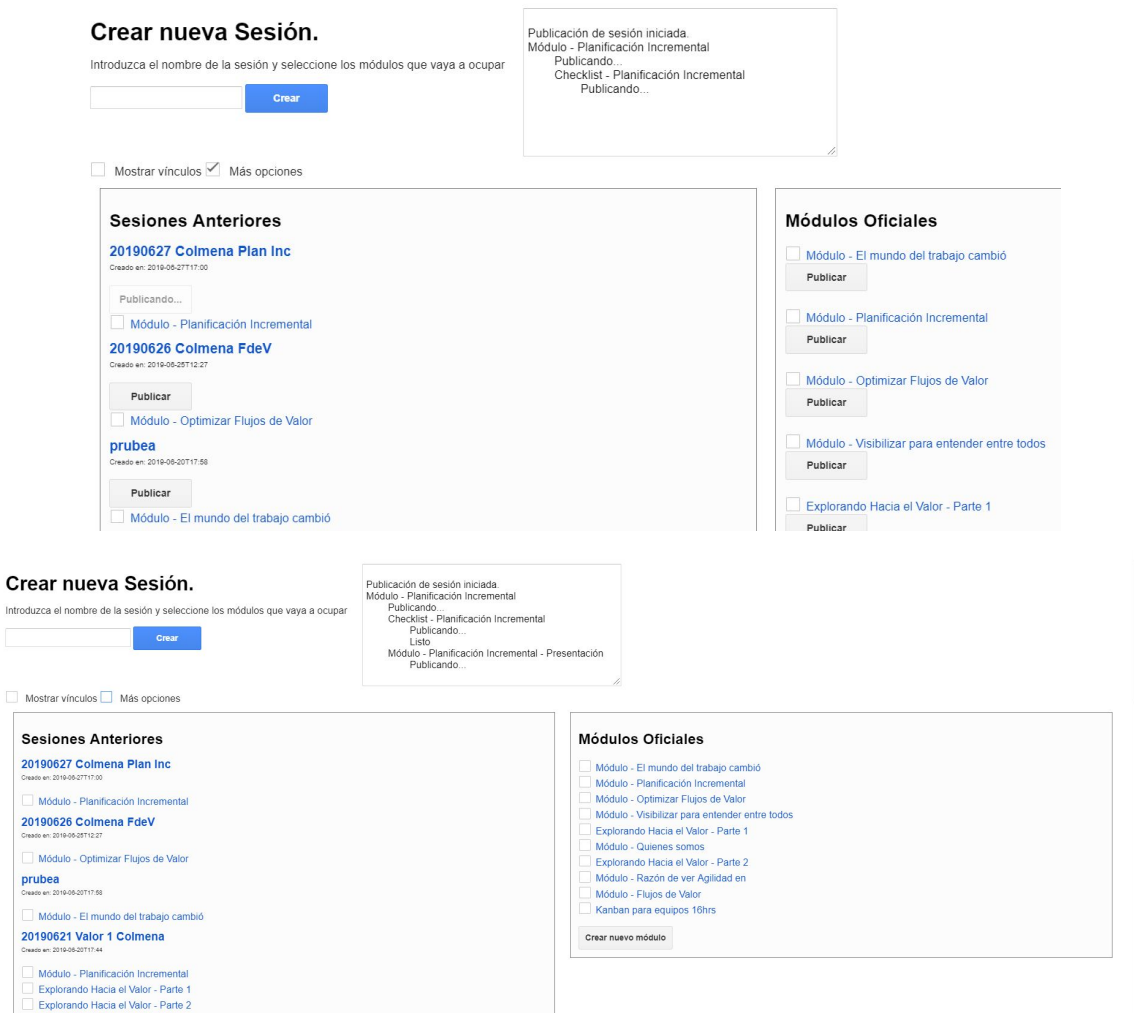 Crear nueva Sesión.
Introduzca el nombre de la sesión y seleccione los módulos que vaya a ocupar
Crear
Publicación de sesión iniciada.
Módulo - Planificación Incremental
Publicando...
Checklist - Planificación Incremental
Publicando...
Mostrar vínculos Más opciones
Sesiones Anteriores
20190627 Colmena Plan Inc
Creado en: 2019-06-27T17:00
Publicando...
Módulo - Planificación Incremental
20190626 Colmena FdeV
Creado en: 2019-06-25T12:27
Publicar
Módulo - Optimizar Flujos de Valor
prubea
Creado en: 2019-06-20T17:58
Publicar
Módulo - El mundo del trabajo cambió
Módulos Oficiales
Módulo - El mundo del trabajo cambió
Publicar
Módulo - Planificación Incremental
Publicar
Módulo - Optimizar Flujos de Valor
Publicar
Módulo - Visibilizar para entender entre todos
Publicar
Explorando Hacia el Valor - Parte 1
Publicar
Crear nueva Sesión.
Introduzca el nombre de la sesión y seleccione los módulos que vaya a ocupar
Crear
Publicación de sesión iniciada.
Módulo - Planificación Incremental
Publicando...
Checklist - Planificación Incremental
Publicando...
Listo
Módulo - Planificación Incremental - Presentación
Publicando...
Mostrar vínculos Más opciones
Sesiones Anteriores
20190627 Colmena Plan Inc
Creado en: 2019-06-27T17:00
Módulo - Planificación Incremental
20190626 Colmena FdeV
Creado en: 2019-06-25T12:27
Módulo - Optimizar Flujos de Valor
prubea
Creado en: 2019-06-20T17:58
Módulo - El mundo del trabajo cambió
20190621 Valor 1 Colmena
Creado en: 2019-06-20T17:44
Módulo - Planificación Incremental
Explorando Hacia el Valor - Parte 1
Explorando Hacia el Valor - Parte 2
Módulos Oficiales
Módulo - El mundo del trabajo cambió
Módulo - Planificación Incremental
Módulo - Optimizar Flujos de Valor
Módulo - Visibilizar para entender entre todos
Explorando Hacia el Valor - Parte 1
Módulo - Quienes somos
Explorando Hacia el Valor - Parte 2
Módulo - Razón de ver Agilidad en
Módulo - Flujos de Valor
Kanban para equipos 16hrs
Crear nuevo módulo